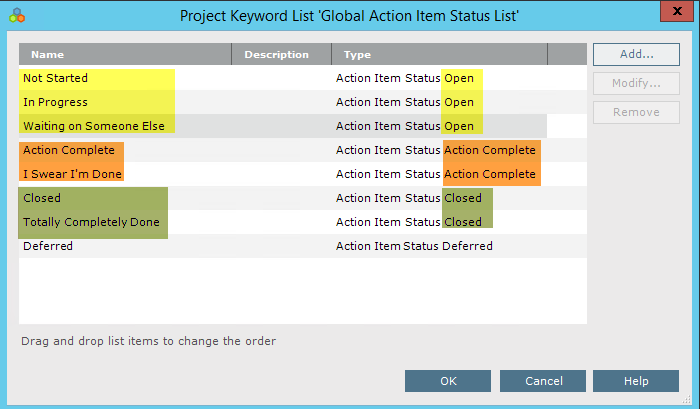 Project Keyword List 'Global Action Item Status List'
X
Name Description Type
Add...
Not Started Action Item Status Open
Modify...
In Progress Action Item Status Open
Remove
Waiting on Someone Else Action Item Status Open
Action Complete Action Item Status Action Complete
I Swear I'm Done Action Item Status Action Complete
Closed Action Item Status Closed
Totally Completely Done Action Item Status Closed
Deferred Action Item Status Deferred
Drag and drop list items to change the order
OK Cancel Help